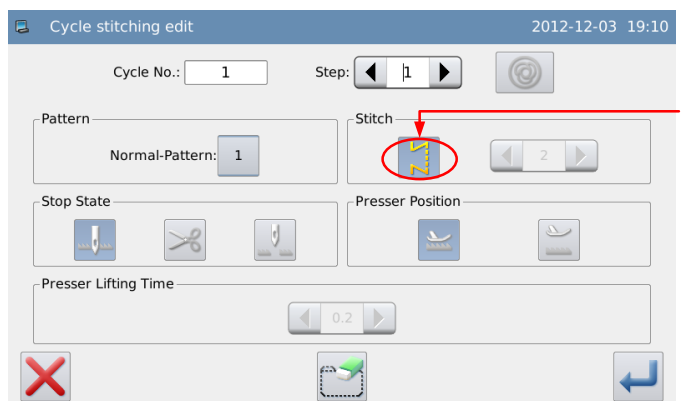 Cycle stitching edit 2012-12-03 19:10
Cycle No.: 1 Step: 1
Pattern Stitch
Normal-Pattern: 1 2
Stop State Presser Position
Presser Lifting Time
0.2